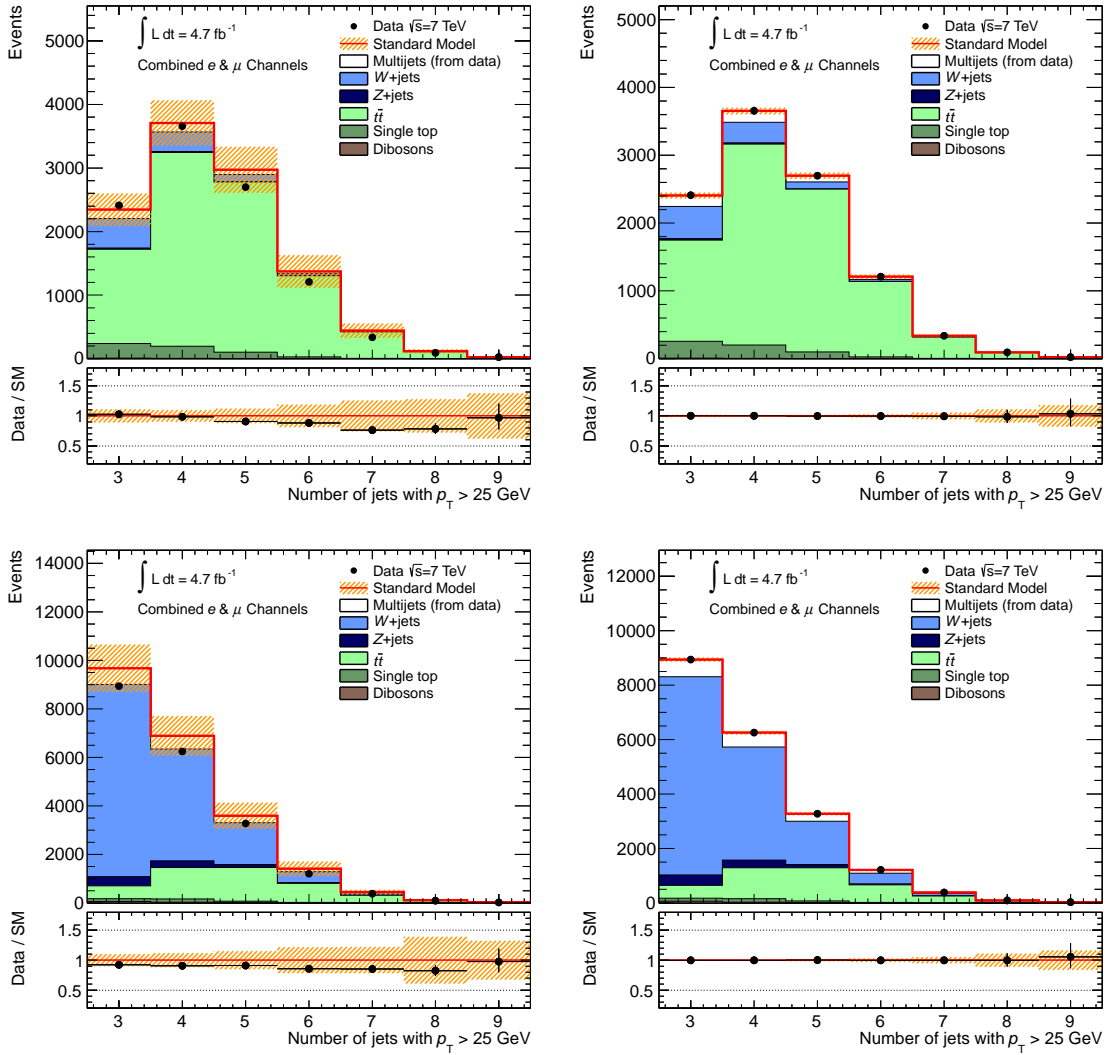 Events
5000
4000
3000
2000
1000
0
∫ L dt = 4.7 fb⁻¹
Combined e & μ Channels
Data √s=7 TeV
Standard Model
Multijets (from data)
W+jets
Z+jets
tt̄
Single top
Dibosons
Data / SM
1.5
1
0.5
3 4 5 6 7 8 9
Number of jets with p_T > 25 GeV
Events
5000
4000
3000
2000
1000
0
∫ L dt = 4.7 fb⁻¹
Combined e & μ Channels
Data √s=7 TeV
Standard Model
Multijets (from data)
W+jets
Z+jets
tt̄
Single top
Dibosons
Data / SM
1.5
1
0.5
3 4 5 6 7 8 9
Number of jets with p_T > 25 GeV
Events
14000
12000
10000
8000
6000
4000
2000
0
∫ L dt = 4.7 fb⁻¹
Combined e & μ Channels
Data √s=7 TeV
Standard Model
Multijets (from data)
W+jets
Z+jets
tt̄
Single top
Dibosons
Data / SM
1.5
1
0.5
3 4 5 6 7 8 9
Number of jets with p_T > 25 GeV
Events
12000
10000
8000
6000
4000
2000
0
∫ L dt = 4.7 fb⁻¹
Combined e & μ Channels
Data √s=7 TeV
Standard Model
Multijets (from data)
W+jets
Z+jets
tt̄
Single top
Dibosons
Data / SM
1.5
1
0.5
3 4 5 6 7 8 9
Number of jets with p_T > 25 GeV